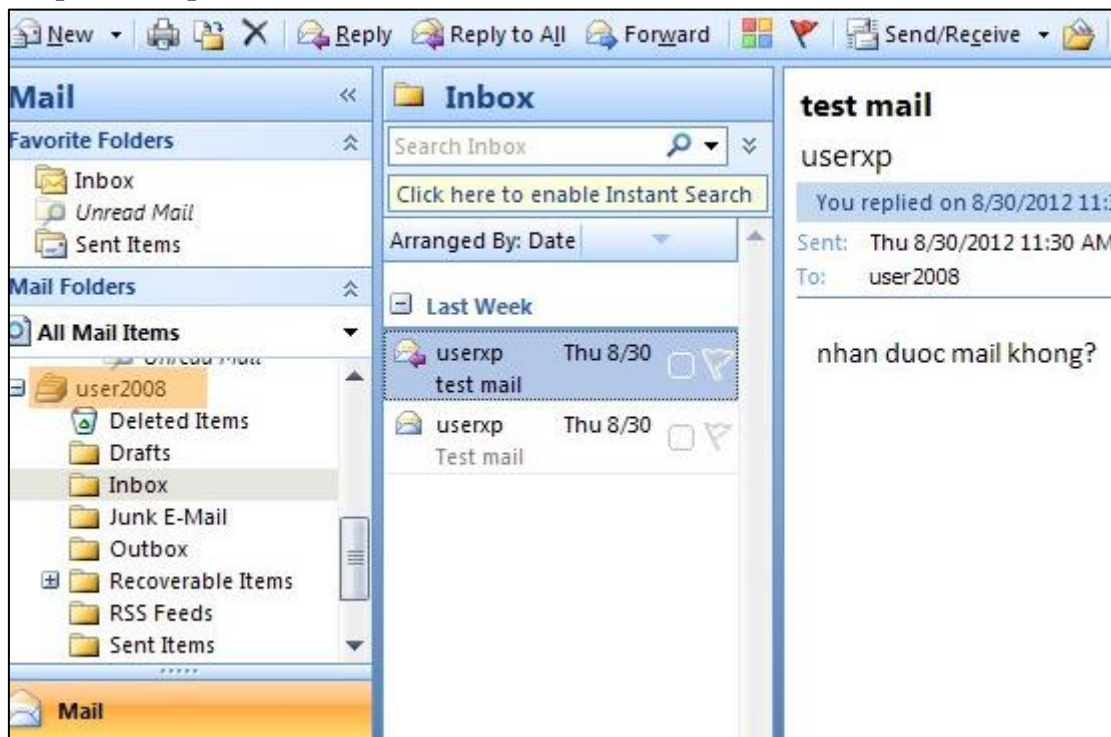 New Reply Reply to All Forward Send/Receive
Mail
Favorite Folders
Inbox
Unread Mail
Sent Items
Mail Folders
All Mail Items
Unread Mail
user2008
Deleted Items
Drafts
Inbox
Junk E-Mail
Outbox
Recoverable Items
RSS Feeds
Sent Items
Mail
Inbox
Search Inbox
Click here to enable Instant Search
Arranged By: Date
Last Week
userxp Thu 8/30
test mail
userxp Thu 8/30
Test mail
test mail
userxp
You replied on 8/30/2012
Sent: Thu 8/30/2012 11:30 AM
To: user2008
nhan duoc mail khong?